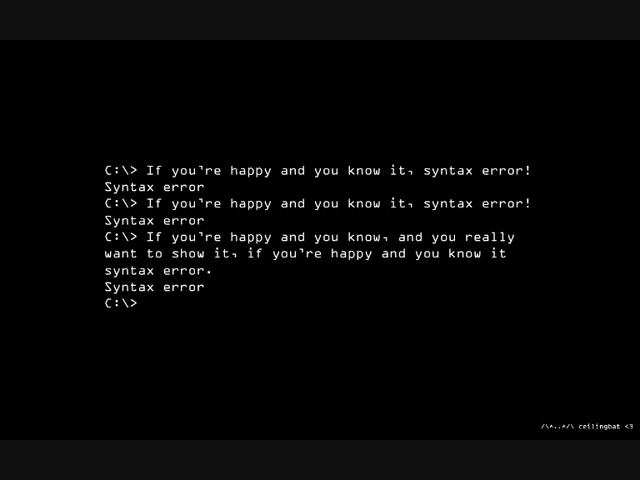 C:\> If you're happy and you know it, syntax error!
Syntax error
C:\> If you're happy and you know it, syntax error!
Syntax error
C:\> If you're happy and you know, and you really
want to show it, if you're happy and you know it
syntax error.
Syntax error
C:\>
/\^..^/\ ceilingbat <3